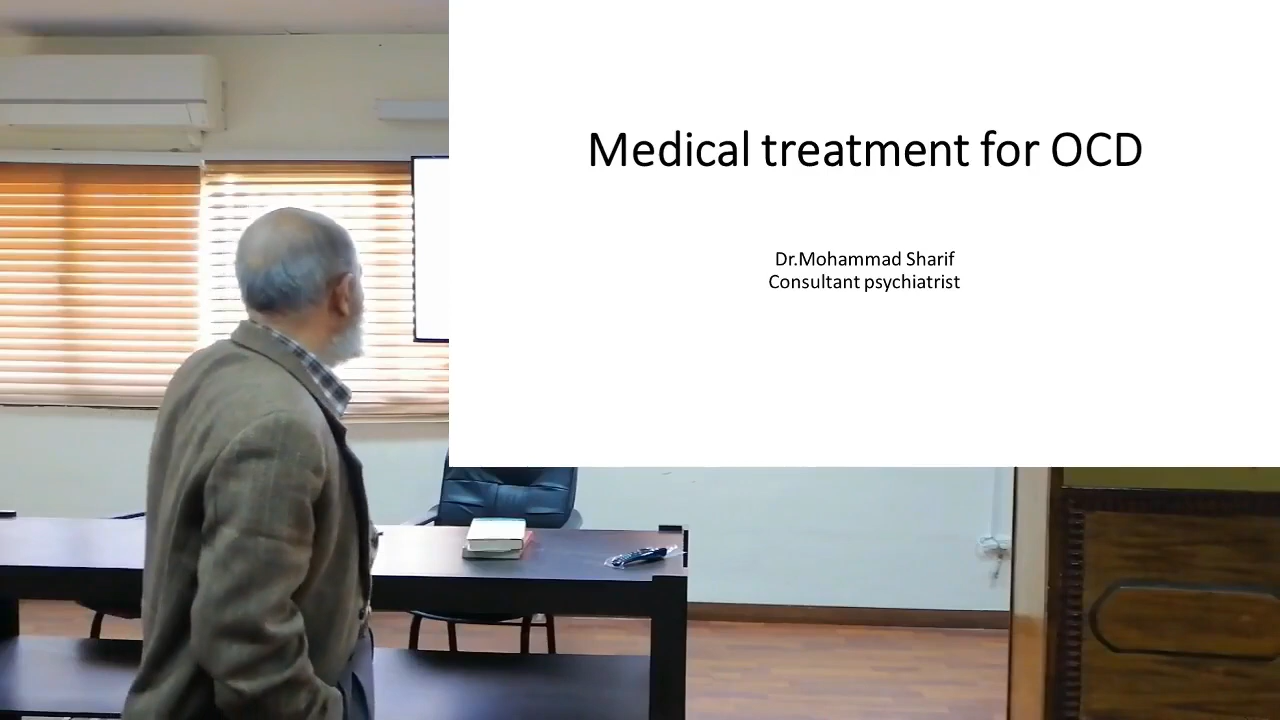 Medical treatment for OCD
Dr.Mohammad Sharif
Consultant psychiatrist